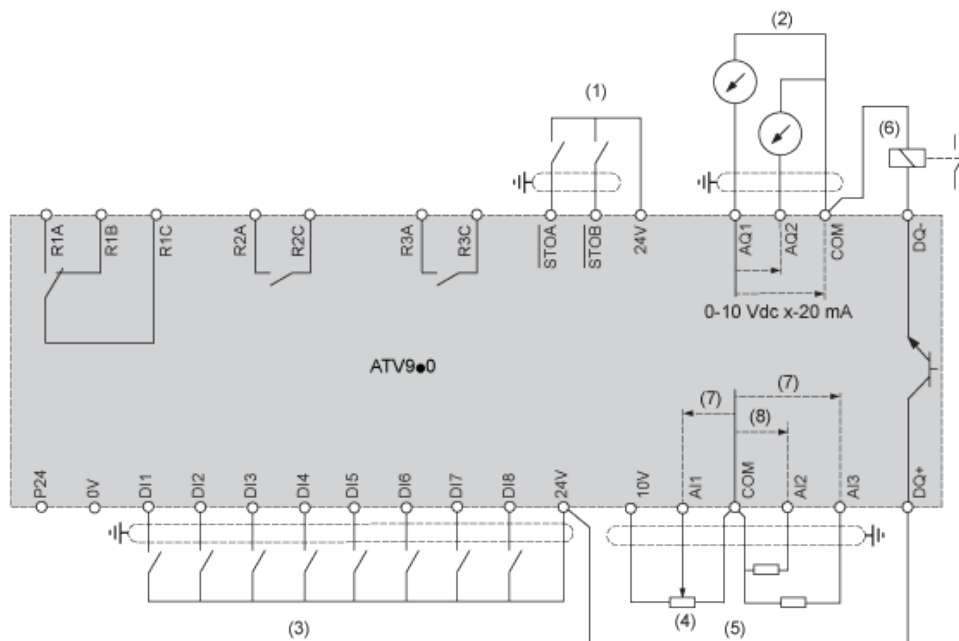 (2)
(1)
(6)
R1A
R1B
R1C
R2A
R2C
R3A
R3C
STOA
STOB
24V
AQ1
AQ2
COM
DQ-
0-10 Vdc x-20 mA
ATV9●0
(7)
(7)
(8)
P24
0V
DI1
DI2
DI3
DI4
DI5
DI6
DI7
DI8
24V
10V
AI1
COM
AI2
AI3
DQ+
(3)
(4)
(5)